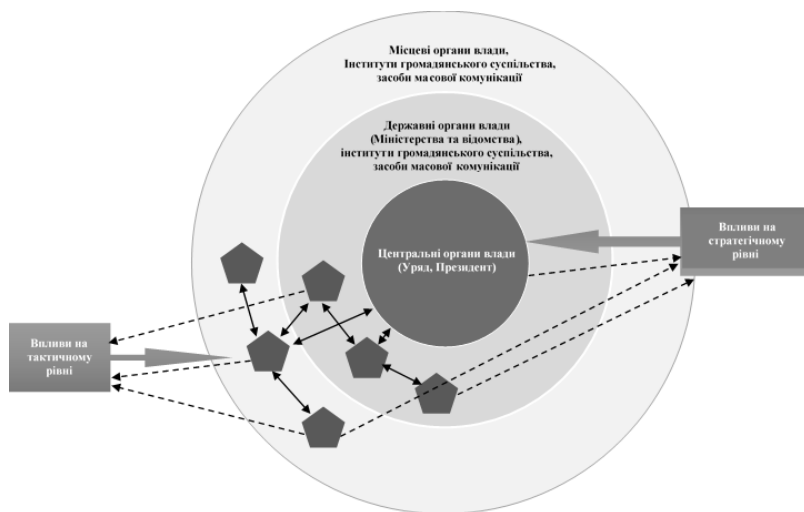 Місцеві органи влади,
Інститути громадянського суспільства,
засоби масової комунікації
Державні органи влади
(Міністерства та відомства),
інститути громадянського суспільства,
засоби масової комунікації
Центральні органи влади
(Уряд, Президент)
Впливи на
стратегічному
рівні
Впливи на
тактичному
рівні